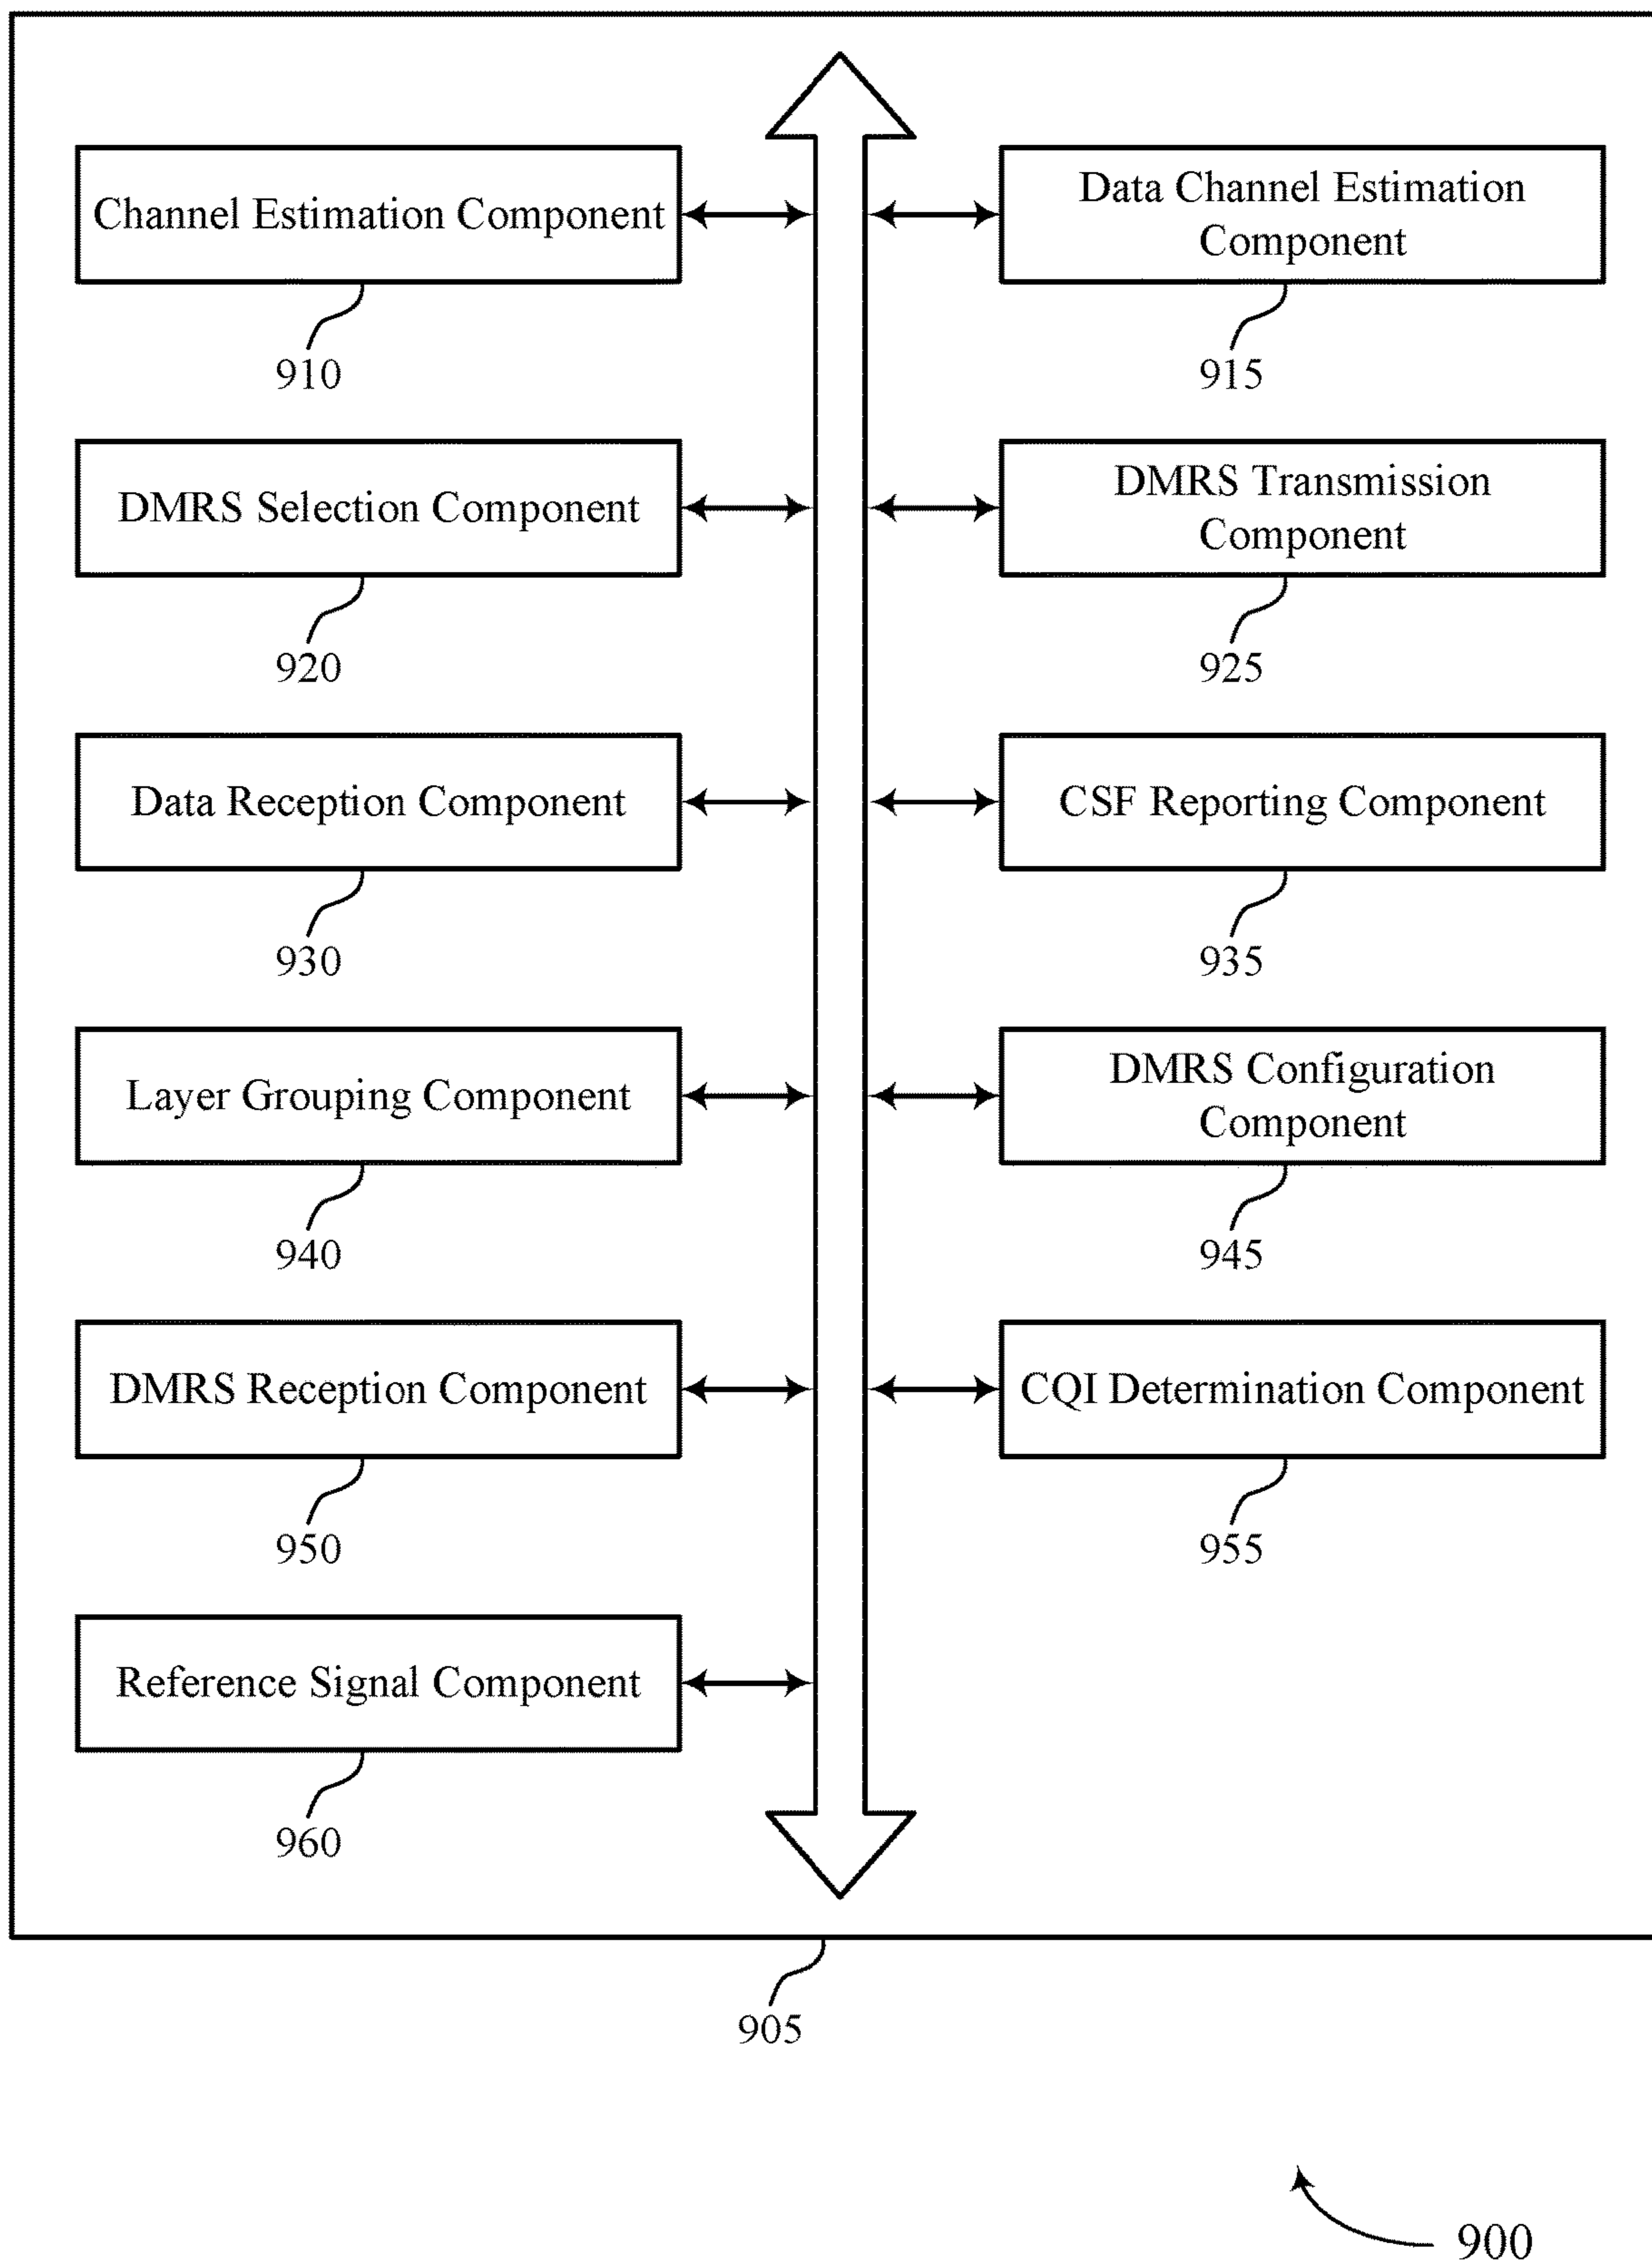 Channel Estimation Component
910
Data Channel Estimation
Component
915
DMRS Selection Component
920
DMRS Transmission
Component
925
Data Reception Component
930
CSF Reporting Component
935
Layer Grouping Component
940
DMRS Configuration
Component
945
DMRS Reception Component
950
CQI Determination Component
955
Reference Signal Component
960
905
900